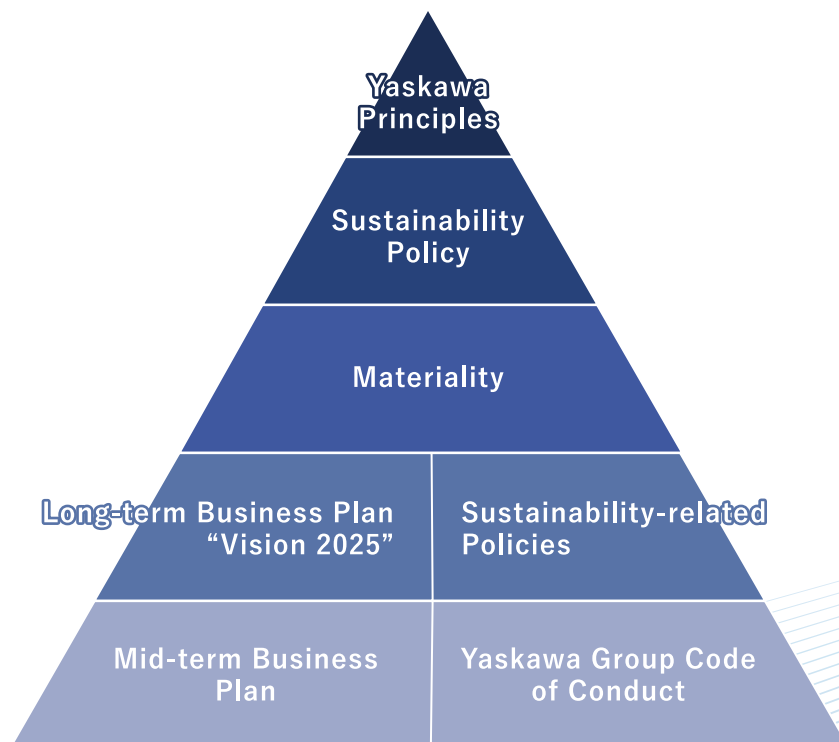 Yaskawa
Principles
Sustainability
Policy
Materiality
Long-term Business Plan
“Vision 2025”
Sustainability-related
Policies
Mid-term Business
Plan
Yaskawa Group Code
of Conduct